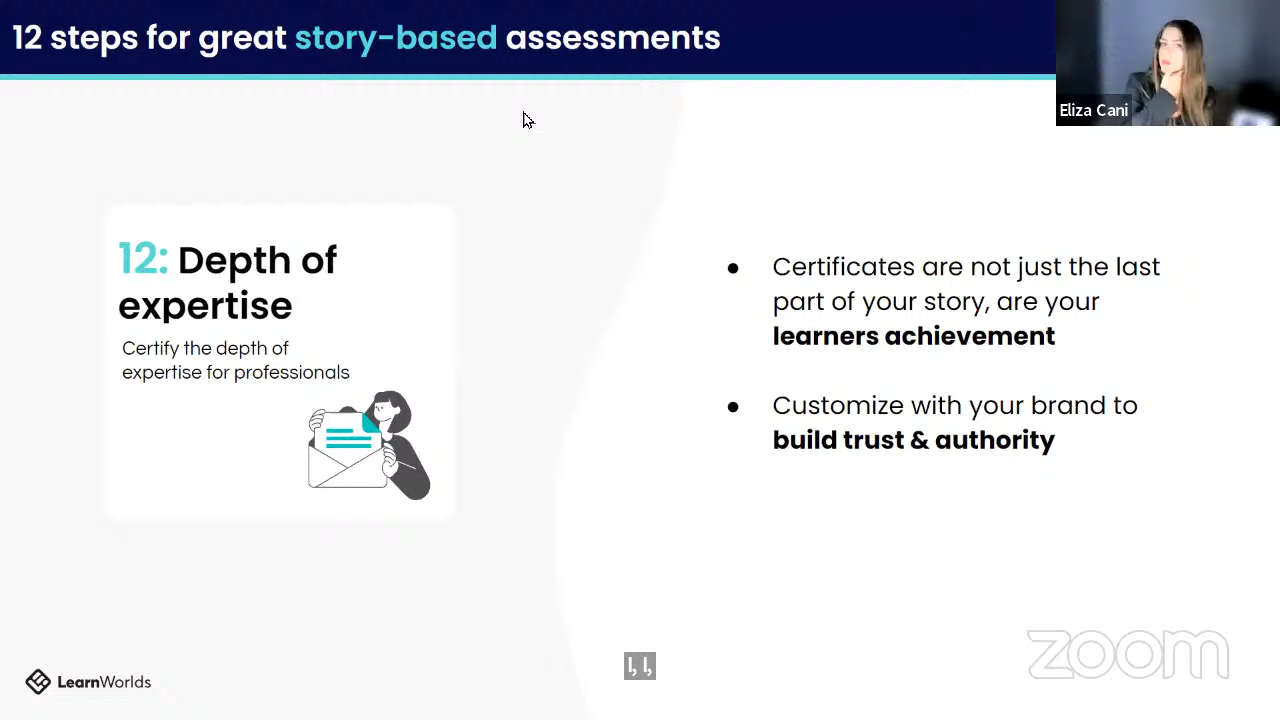 12 steps for great story-based assessments
Eliza Cani
12: Depth of
expertise
Certify the depth of
expertise for professionals
● Certificates are not just the last
part of your story, are your
learners achievement
● Customize with your brand to
build trust & authority
LearnWorlds
I, I,
zoom